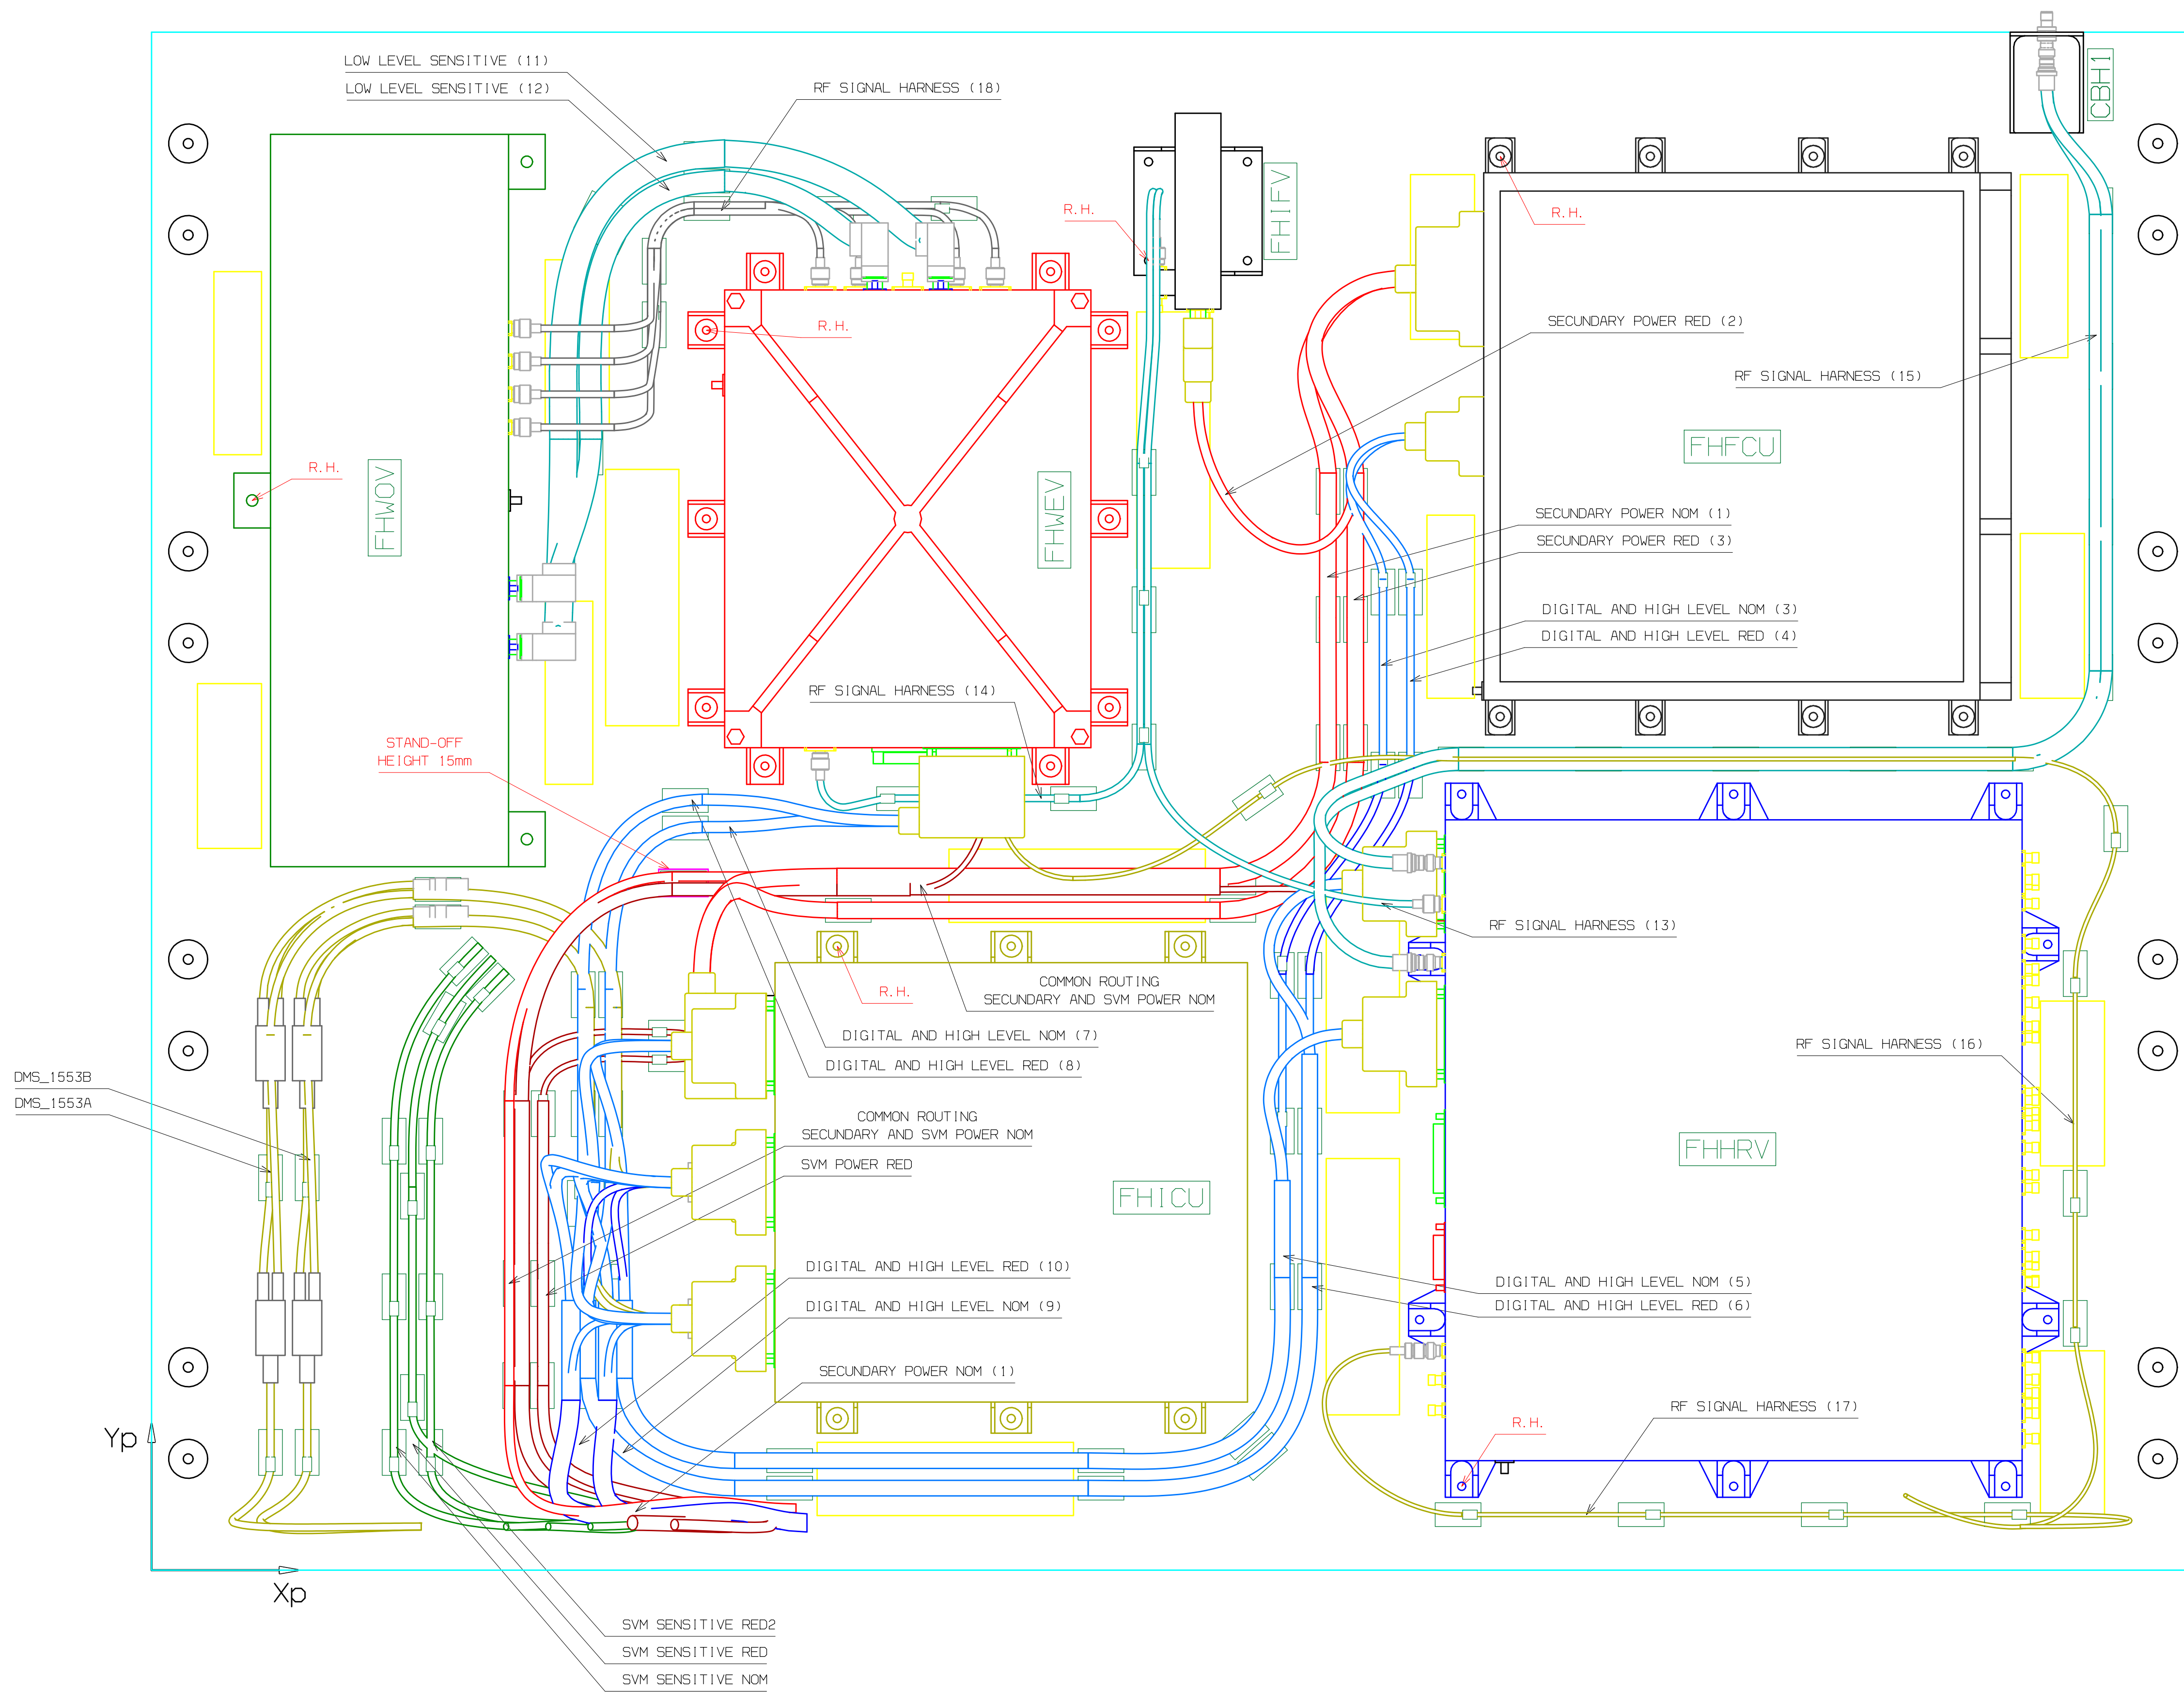 LOW LEVEL SENSITIVE (11)
LOW LEVEL SENSITIVE (12)
RF SIGNAL HARNESS (18)
CBH1
FHIFV
R.H.
R.H.
R.H.
SECUNDARY POWER RED (2)
RF SIGNAL HARNESS (15)
FHFCU
R.H.
FHWOV
FHWEV
SECUNDARY POWER NOM (1)
SECUNDARY POWER RED (3)
DIGITAL AND HIGH LEVEL NOM (3)
DIGITAL AND HIGH LEVEL RED (4)
RF SIGNAL HARNESS (14)
STAND-OFF
HEIGHT 15mm
RF SIGNAL HARNESS (13)
COMMON ROUTING
SECUNDARY AND SVM POWER NOM
R.H.
DIGITAL AND HIGH LEVEL NOM (7)
DIGITAL AND HIGH LEVEL RED (8)
RF SIGNAL HARNESS (16)
DMS_1553B
DMS_1553A
COMMON ROUTING
SECUNDARY AND SVM POWER NOM
SVM POWER RED
FHHRV
FHICU
DIGITAL AND HIGH LEVEL RED (10)
DIGITAL AND HIGH LEVEL NOM (9)
DIGITAL AND HIGH LEVEL NOM (5)
DIGITAL AND HIGH LEVEL RED (6)
SECUNDARY POWER NOM (1)
RF SIGNAL HARNESS (17)
R.H.
Yp
Xp
SVM SENSITIVE RED2
SVM SENSITIVE RED
SVM SENSITIVE NOM